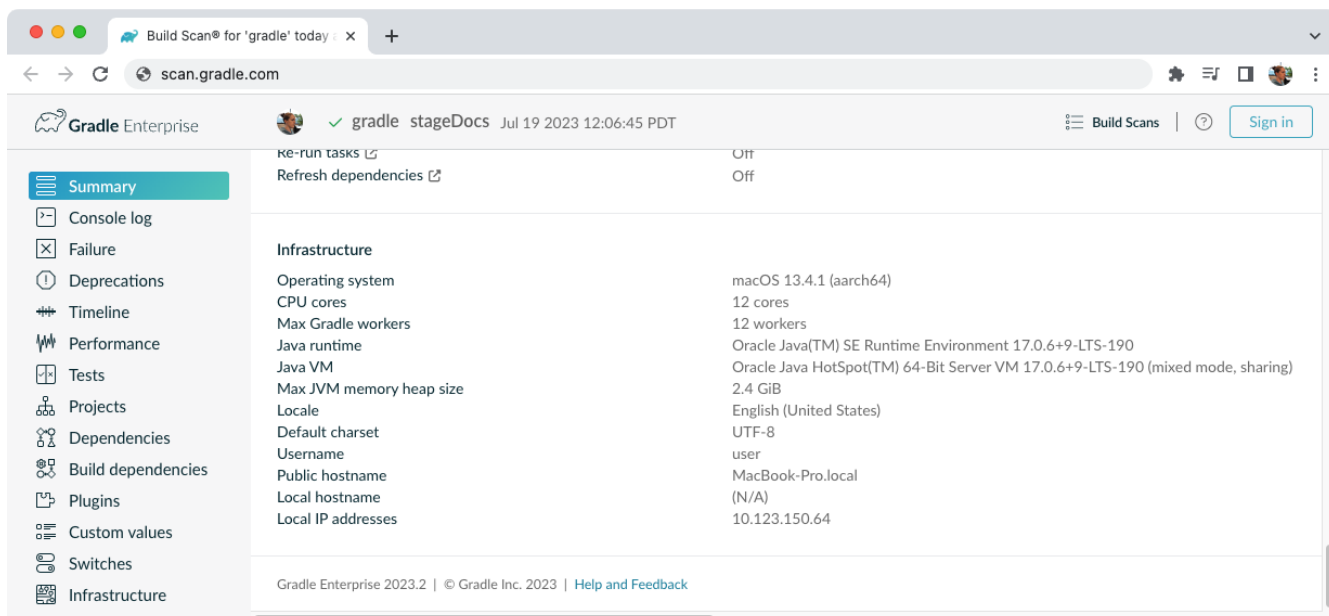 Build Scan® for 'gradle' today
scan.gradle.com
Gradle Enterprise
gradle stageDocs Jul 19 2023 12:06:45 PDT
Build Scans
Sign in
Re-run tasks Off
Refresh dependencies Off
Summary
Console log
Failure
Deprecations
Timeline
Performance
Tests
Projects
Dependencies
Build dependencies
Plugins
Custom values
Switches
Infrastructure
Infrastructure
Operating system macOS 13.4.1 (aarch64)
CPU cores 12 cores
Max Gradle workers 12 workers
Java runtime Oracle Java(TM) SE Runtime Environment 17.0.6+9-LTS-190
Java VM Oracle Java HotSpot(TM) 64-Bit Server VM 17.0.6+9-LTS-190 (mixed mode, sharing)
Max JVM memory heap size 2.4 GiB
Locale English (United States)
Default charset UTF-8
Username user
Public hostname MacBook-Pro.local
Local hostname (N/A)
Local IP addresses 10.123.150.64
Gradle Enterprise 2023.2 | © Gradle Inc. 2023 | Help and Feedback